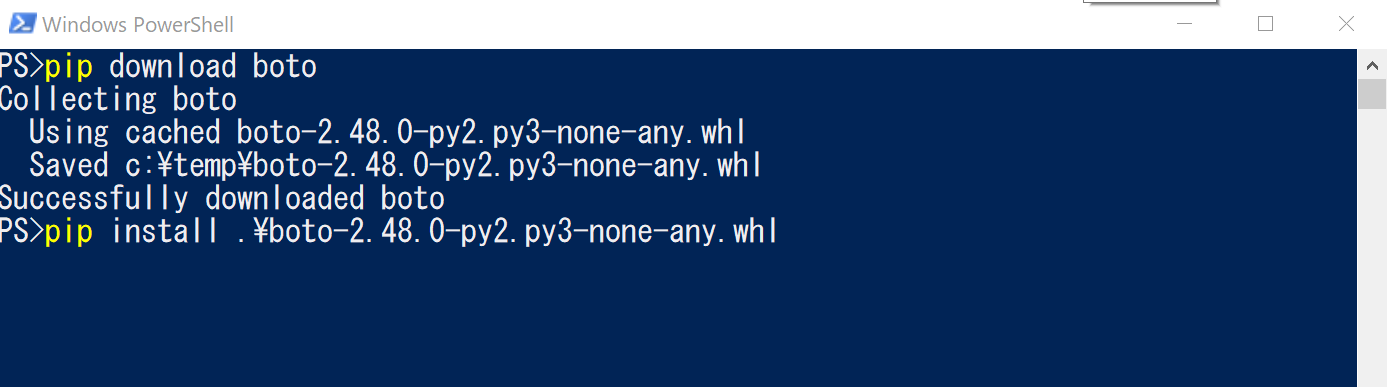 Windows PowerShell
PS>pip download boto
Collecting boto
  Using cached boto-2.48.0-py2.py3-none-any.whl
  Saved c:¥temp¥boto-2.48.0-py2.py3-none-any.whl
Successfully downloaded boto
PS>pip install .¥boto-2.48.0-py2.py3-none-any.whl